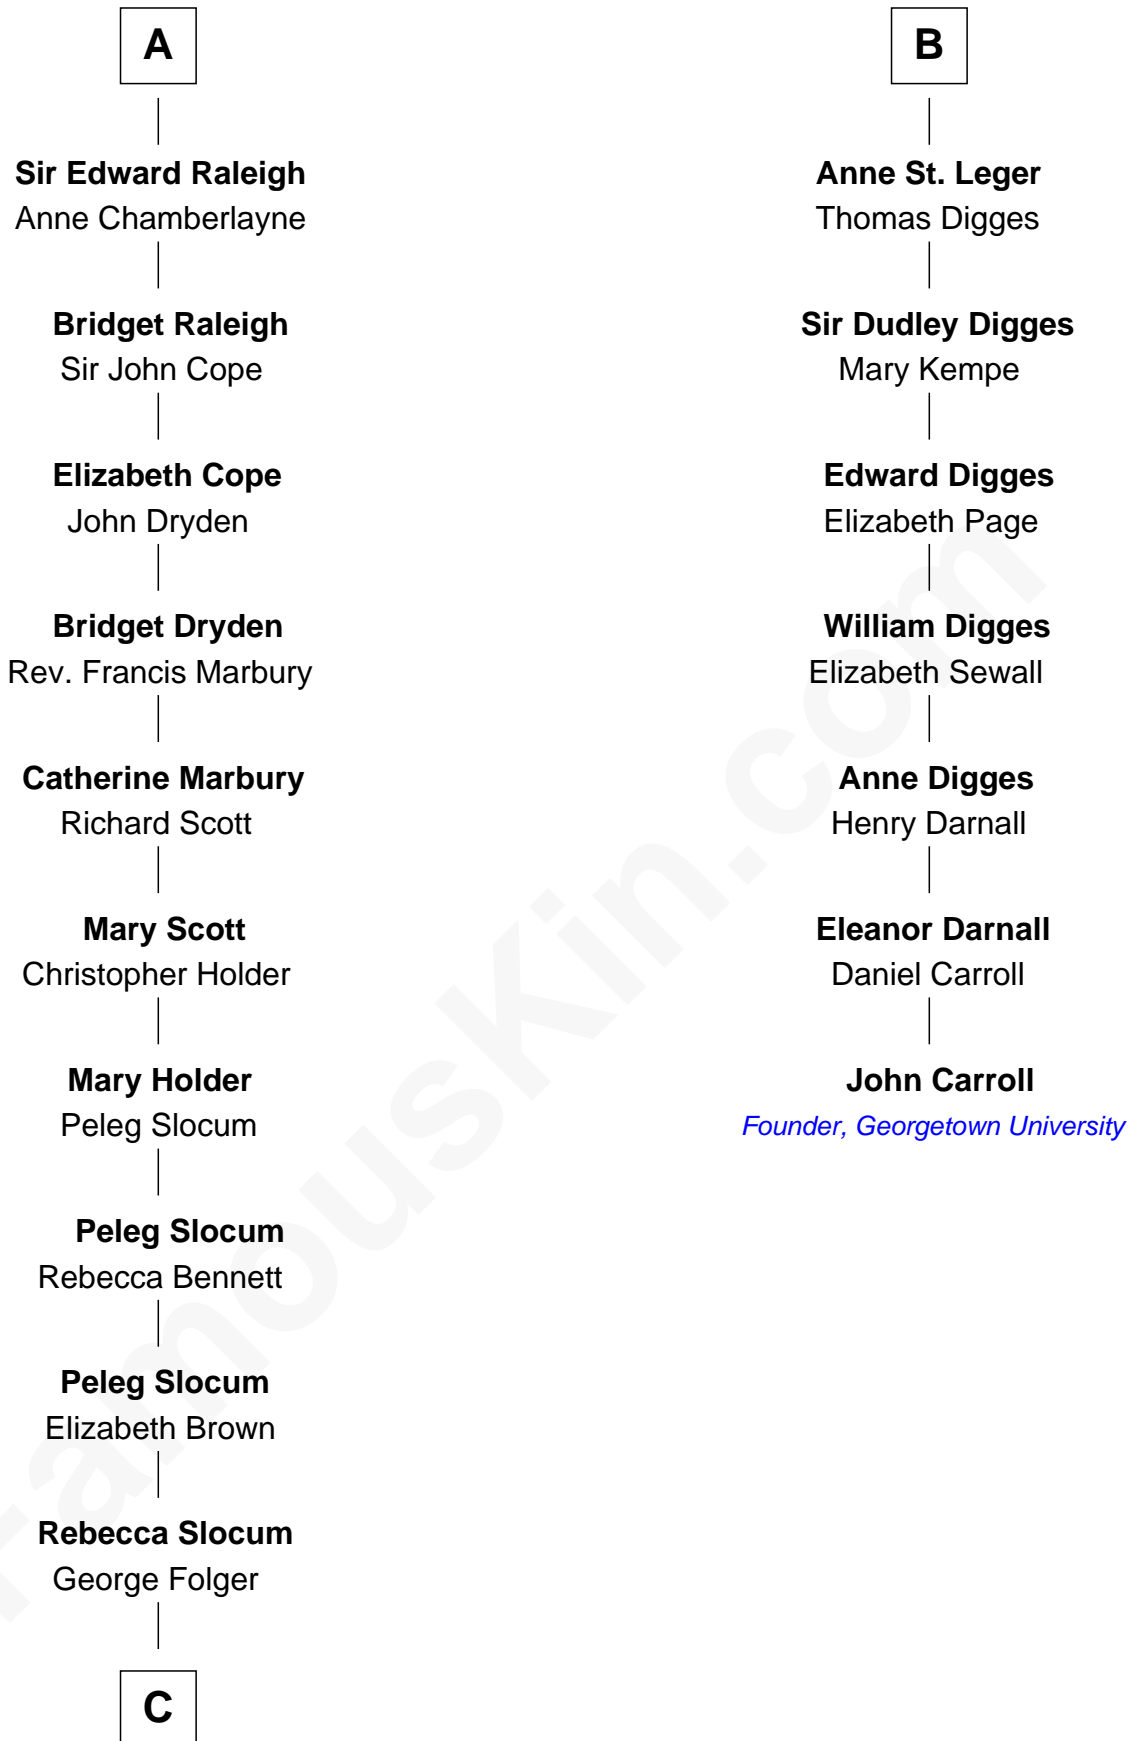 A
Sir Edward Raleigh
Anne Chamberlayne
Bridget Raleigh
Sir John Cope
Elizabeth Cope
John Dryden
Bridget Dryden
Rev. Francis Marbury
Catherine Marbury
Richard Scott
Mary Scott
Christopher Holder
Mary Holder
Peleg Slocum
Peleg Slocum
Rebecca Bennett
Peleg Slocum
Elizabeth Brown
Rebecca Slocum
George Folger
C
B
Anne St. Leger
Thomas Digges
Sir Dudley Digges
Mary Kempe
Edward Digges
Elizabeth Page
William Digges
Elizabeth Sewall
Anne Digges
Henry Darnall
Eleanor Darnall
Daniel Carroll
John Carroll
Founder, Georgetown University
FamousKin.com